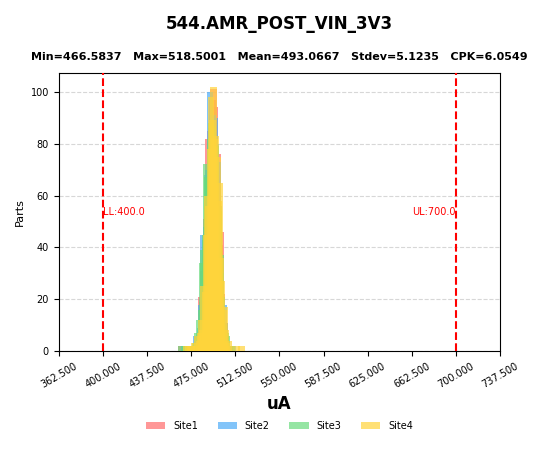 544.AMR_POST_VIN_3V3
Min=466.5837 Max=518.5001 Mean=493.0667 Stdev=5.1235 CPK=6.0549
Parts
100
80
60
40
20
0
LL:400.0
UL:700.0
362.500 400.000 437.500 475.000 512.500 550.000 587.500 625.000 662.500 700.000 737.500
uA
Site1 Site2 Site3 Site4